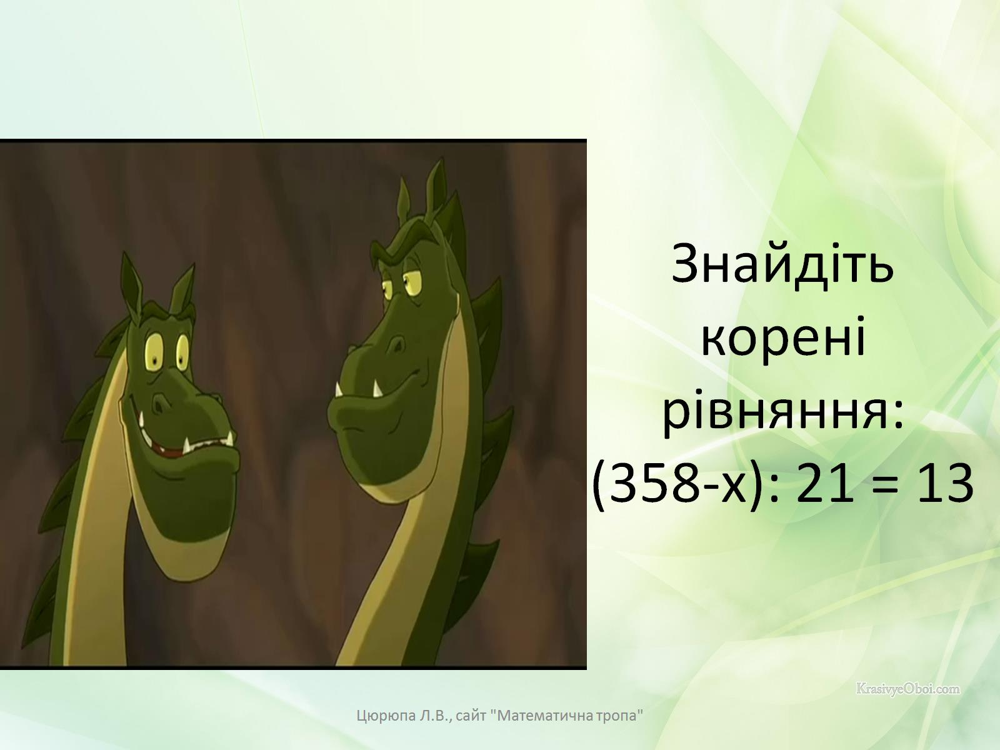 Знайдіть
корені
рівняння:
(358-х): 21 = 13
KrasivyeOboi.com
Цюрюпа Л.В., сайт "Математична тропа"